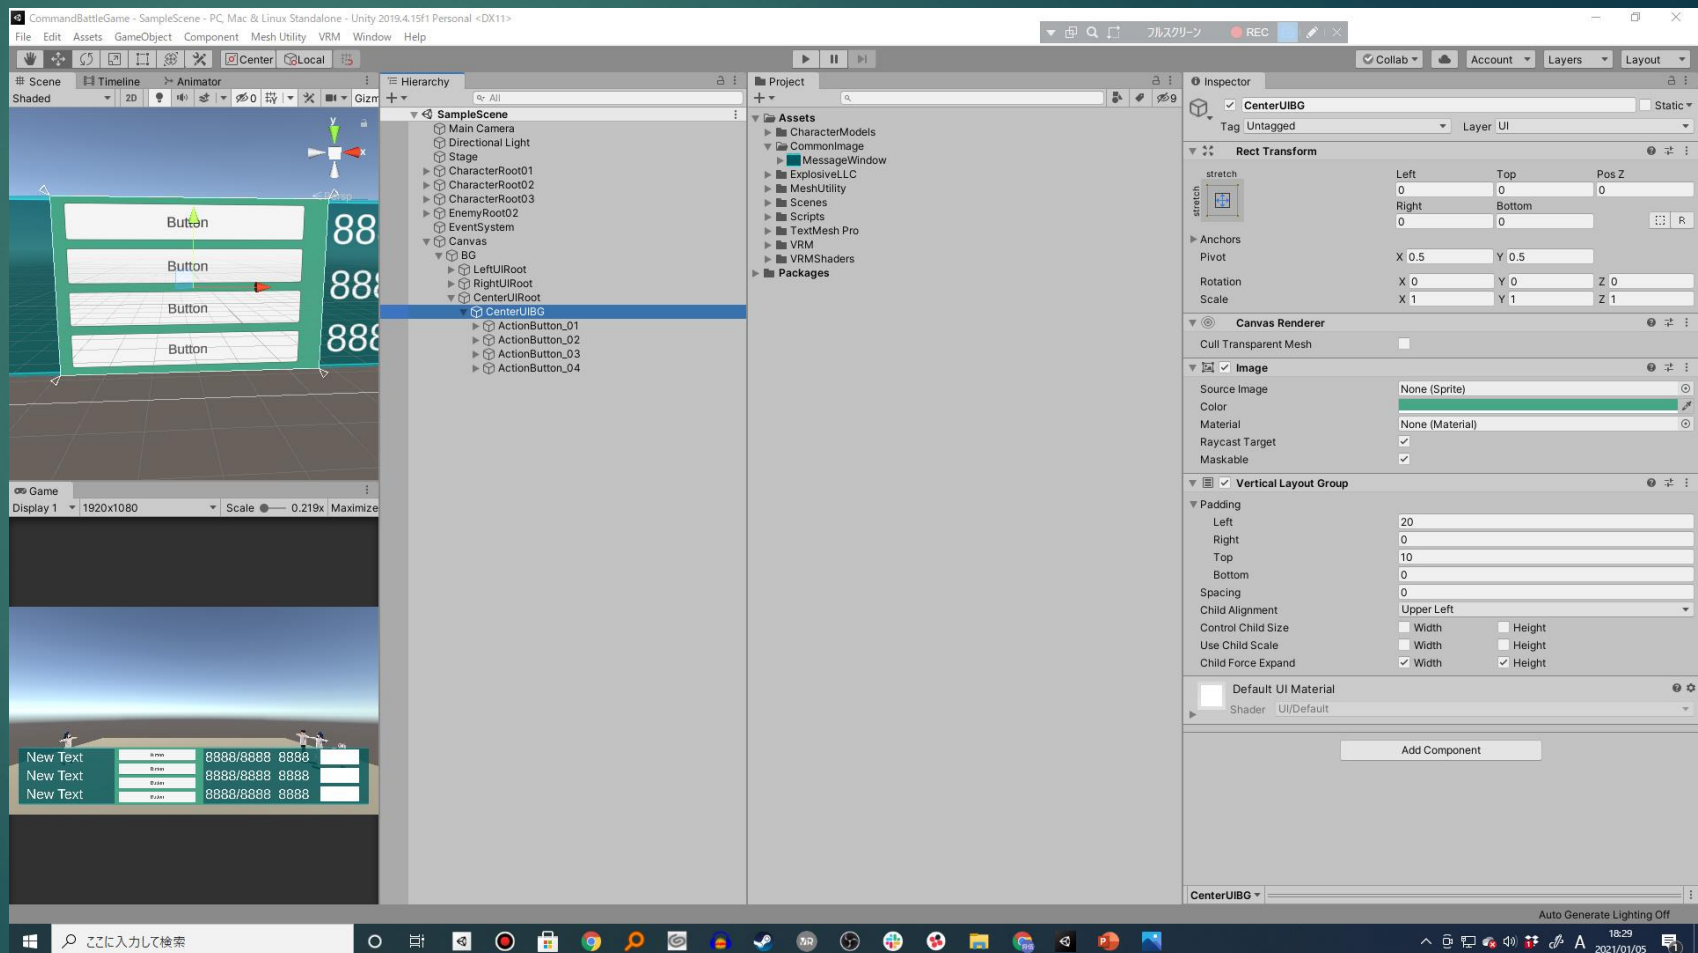 CommandBattleGame - SampleScene - PC, Mac & Linux Standalone - Unity 2019.4.15f1 Personal <DX11>
File Edit Assets GameObject Component Mesh Utility VRM Window Help
フルスクリーン REC
Center Local
Collab Account Layers Layout
Scene Timeline Animator
Shaded 2D 0 Gizm
y
x
Persp
Button 88
Button 888
Button
Button 888
Game
Display 1 1920x1080 Scale 0.219x Maximize
New Text Button 8888/8888 8888
New Text Button 8888/8888 8888
New Text Button 8888/8888 8888
Button
Hierarchy
All
SampleScene
Main Camera
Directional Light
Stage
CharacterRoot01
CharacterRoot02
CharacterRoot03
EnemyRoot02
EventSystem
Canvas
BG
LeftUIRoot
RightUIRoot
CenterUIRoot
CenterUIBG
ActionButton_01
ActionButton_02
ActionButton_03
ActionButton_04
Project
9
Assets
CharacterModels
CommonImage
MessageWindow
ExplosiveLLC
MeshUtility
Scenes
Scripts
TextMesh Pro
VRM
VRMShaders
Packages
Inspector
CenterUIBG Static
Tag Untagged Layer UI
Rect Transform
stretch Left Top Pos Z
stretch 0 0 0
Right Bottom
0 0 R
Anchors
Pivot X 0.5 Y 0.5
Rotation X 0 Y 0 Z 0
Scale X 1 Y 1 Z 1
Canvas Renderer
Cull Transparent Mesh
Image
Source Image None (Sprite)
Color
Material None (Material)
Raycast Target
Maskable
Vertical Layout Group
Padding
Left 20
Right 0
Top 10
Bottom 0
Spacing 0
Child Alignment Upper Left
Control Child Size Width Height
Use Child Scale Width Height
Child Force Expand Width Height
Default UI Material
Shader UI/Default
Add Component
CenterUIBG
Auto Generate Lighting Off
ここに入力して検索
A 18:29
2021/01/05